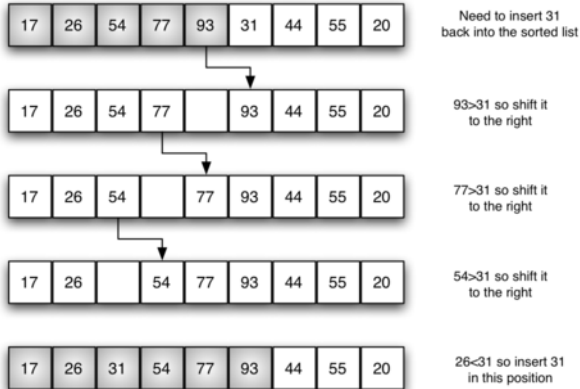 17 26 54 77 93 31 44 55 20
Need to insert 31
back into the sorted list
17 26 54 77 93 44 55 20
93>31 so shift it
to the right
17 26 54 77 93 44 55 20
77>31 so shift it
to the right
17 26 54 77 93 44 55 20
54>31 so shift it
to the right
17 26 31 54 77 93 44 55 20
26<31 so insert 31
in this position